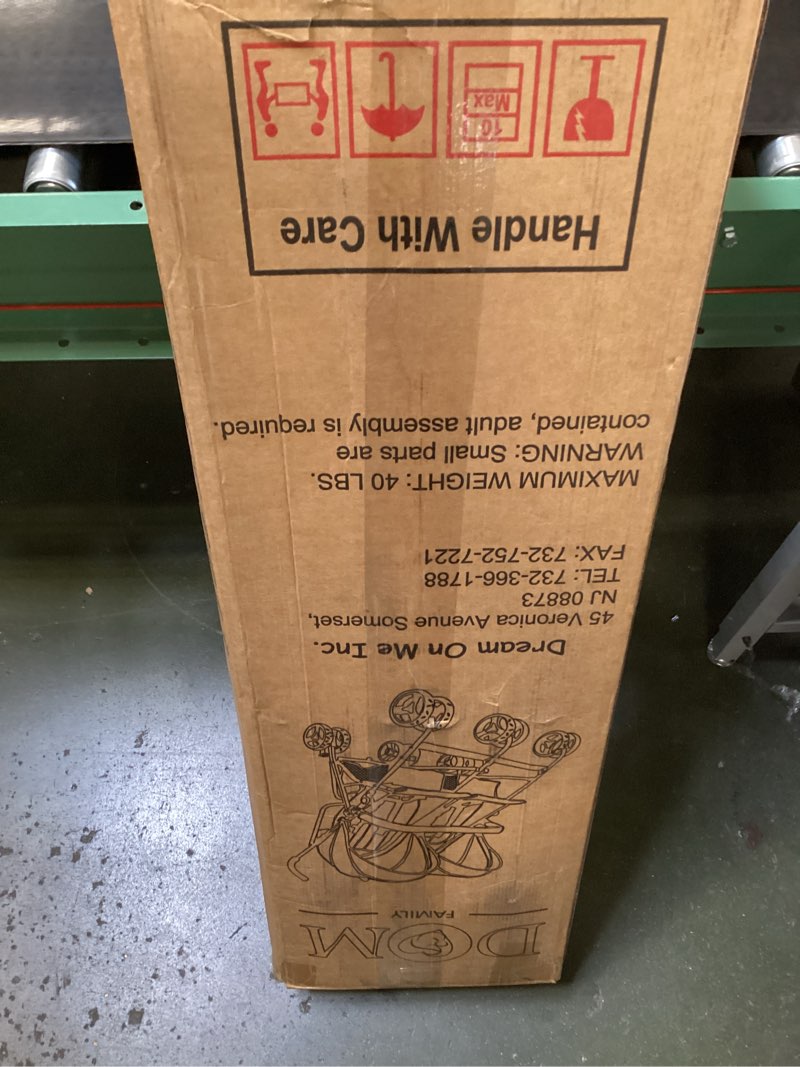 DOM
FAMILY
Dream On Me Inc.
45 Veronica Avenue Somerset,
NJ 08873
TEL: 732-366-1788
FAX: 732-752-7221
MAXIMUM WEIGHT: 40 LBS.
WARNING: Small parts are
contained, adult assembly is required.
Handle With Care
10
Max